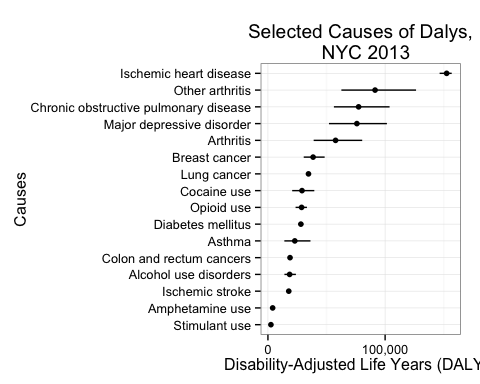 Selected Causes of Dalys,
NYC 2013
Causes
Ischemic heart disease
Other arthritis
Chronic obstructive pulmonary disease
Major depressive disorder
Arthritis
Breast cancer
Lung cancer
Cocaine use
Opioid use
Diabetes mellitus
Asthma
Colon and rectum cancers
Alcohol use disorders
Ischemic stroke
Amphetamine use
Stimulant use
0 100,000
Disability-Adjusted Life Years (DALY